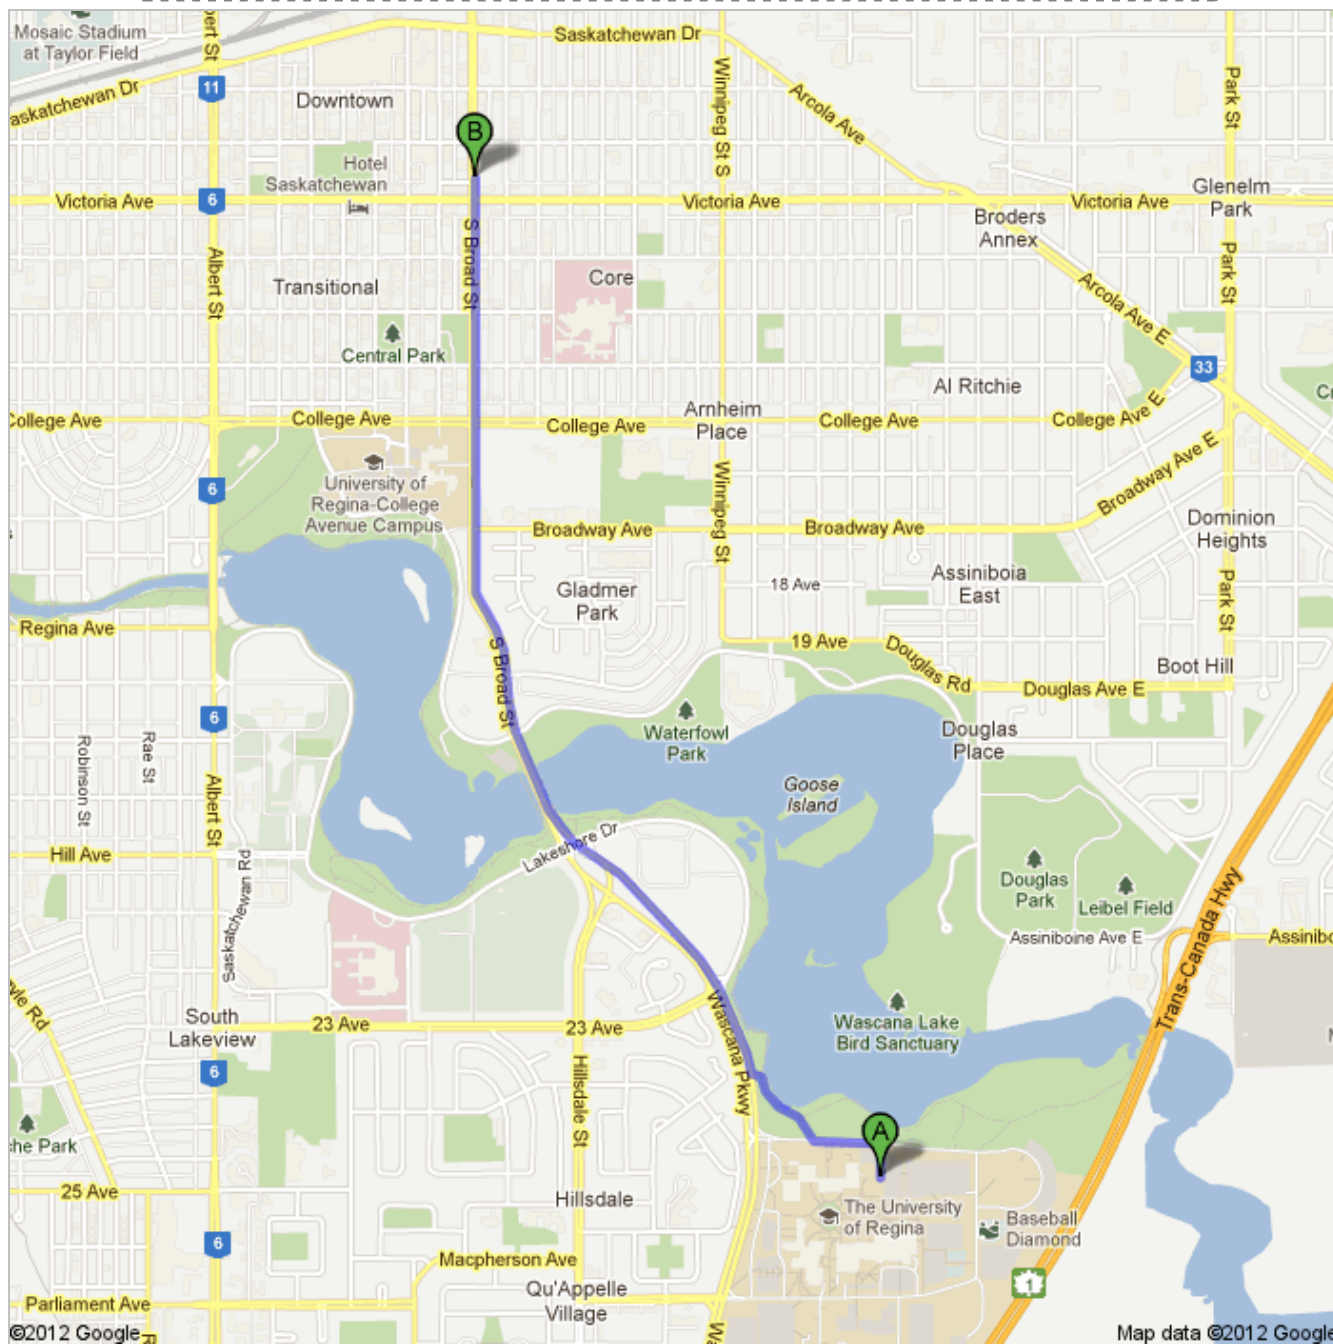 Mosaic Stadium
at Taylor Field
Albert St
Saskatchewan Dr
11
askatchewan Dr
Downtown
B
Winnipeg St S
Arcola Ave
Park St
Hotel
Saskatchewan
Victoria Ave
6
Victoria Ave
Victoria Ave
Glenelm
Park
Broders
Annex
S Broad St
Albert St
Transitional
Core
Park St
Arcola Ave E
Central Park
33
Al Ritchie
College Ave
College Ave
College Ave
Arnheim
Place
College Ave
College Ave E
University of
Regina-College
Avenue Campus
6
Winnipeg St
Broadway Ave E
Broadway Ave
Broadway Ave
Dominion
Heights
Gladmer
Park
18 Ave
Assiniboia
East
Park St
Regina Ave
S Broad St
19 Ave
Douglas Rd
Boot Hill
Douglas Ave E
6
Waterfowl
Park
Douglas
Place
Robinson St
Rae St
Albert St
Goose
Island
Hill Ave
Lakeshore Dr
Saskatchewan Rd
Douglas
Park
Leibel Field
Assiniboine Ave E
Assinibo
Trans-Canada Hwy
yle Rd
South
Lakeview
23 Ave
23 Ave
Wascana Pkwy
Wascana Lake
Bird Sanctuary
6
Hillsdale St
che Park
A
25 Ave
Hillsdale
The University
of Regina
Baseball
Diamond
6
Macpherson Ave
Qu'Appelle
Village
1
Parliament Ave
©2012 Google
Map data ©2012 Google